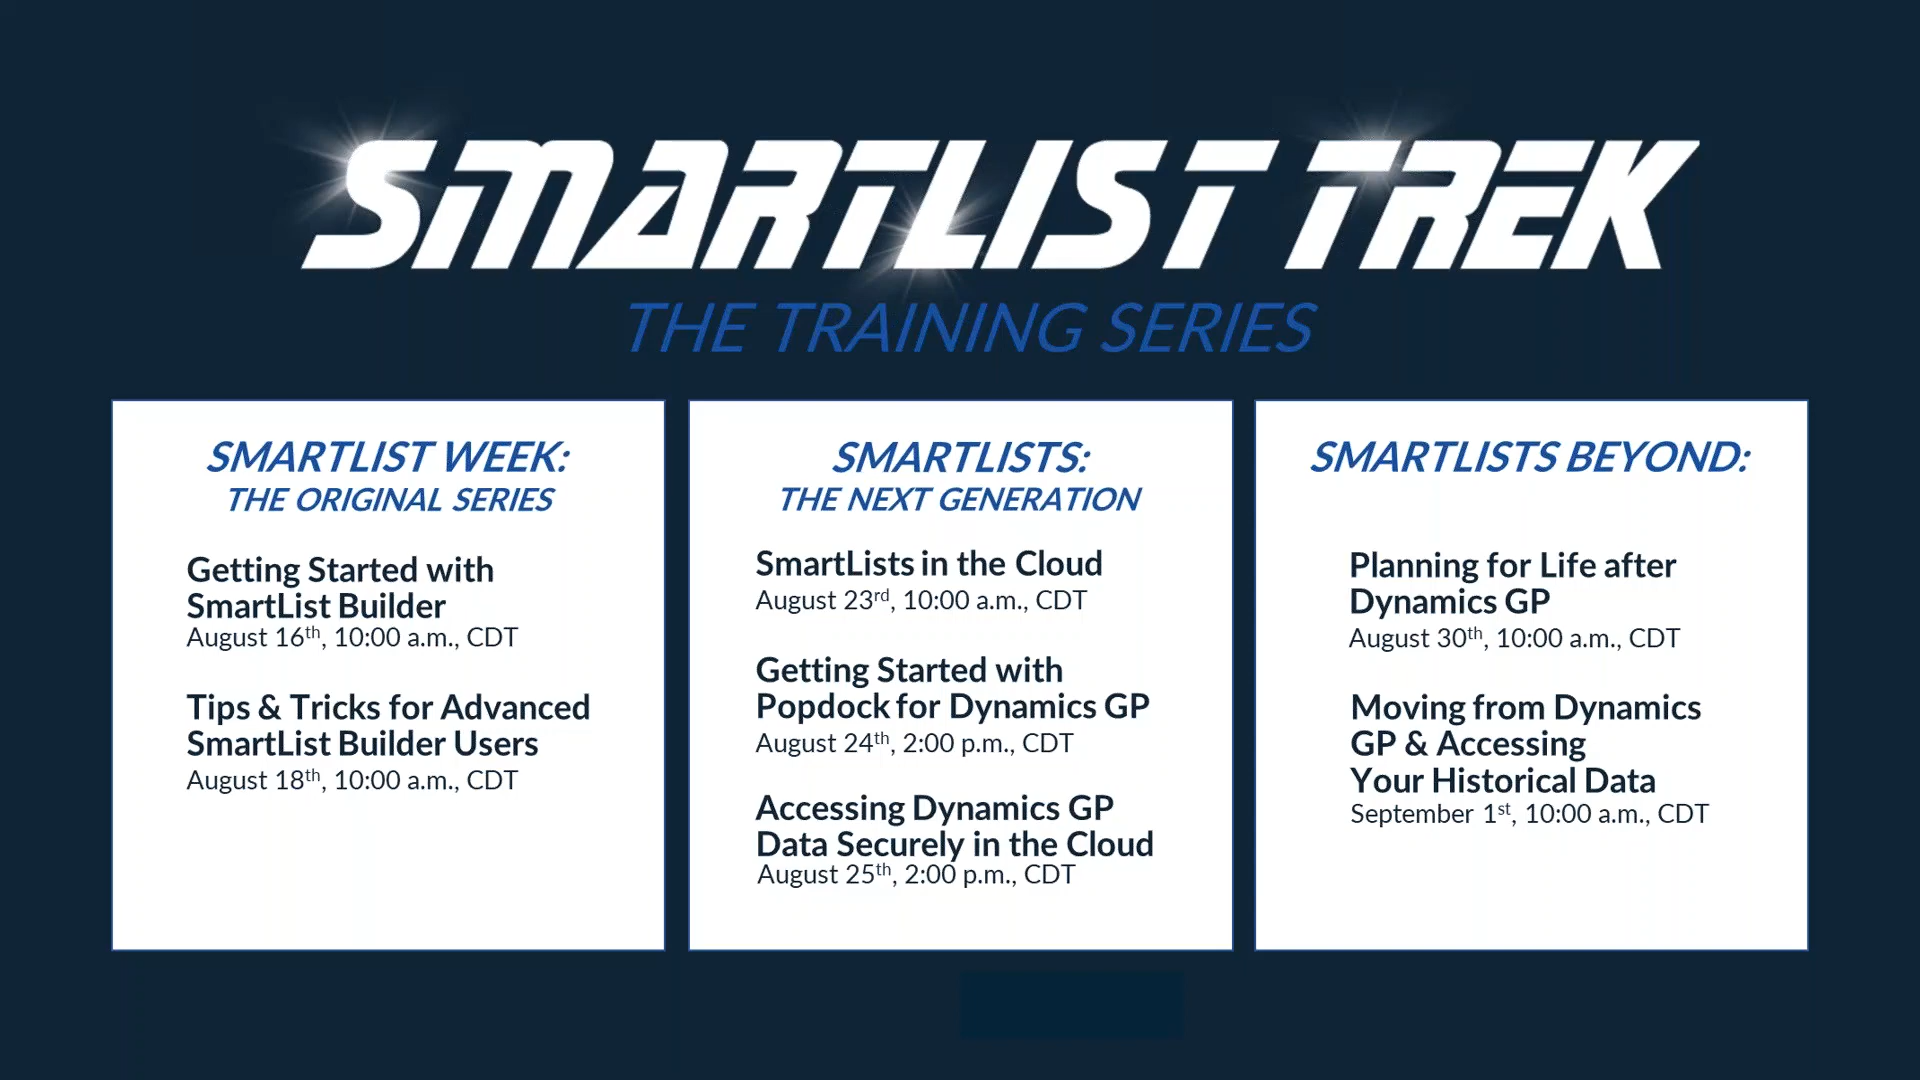 SMARTLIST TREK
THE TRAINING SERIES
SMARTLIST WEEK:
THE ORIGINAL SERIES
Getting Started with
SmartList Builder
August 16th, 10:00 a.m., CDT
Tips & Tricks for Advanced
SmartList Builder Users
August 18th, 10:00 a.m., CDT
SMARTLISTS:
THE NEXT GENERATION
SmartLists in the Cloud
August 23rd, 10:00 a.m., CDT
Getting Started with
Popdock for Dynamics GP
August 24th, 2:00 p.m., CDT
Accessing Dynamics GP
Data Securely in the Cloud
August 25th, 2:00 p.m., CDT
SMARTLISTS BEYOND:
Planning for Life after
Dynamics GP
August 30th, 10:00 a.m., CDT
Moving from Dynamics
GP & Accessing
Your Historical Data
September 1st, 10:00 a.m., CDT